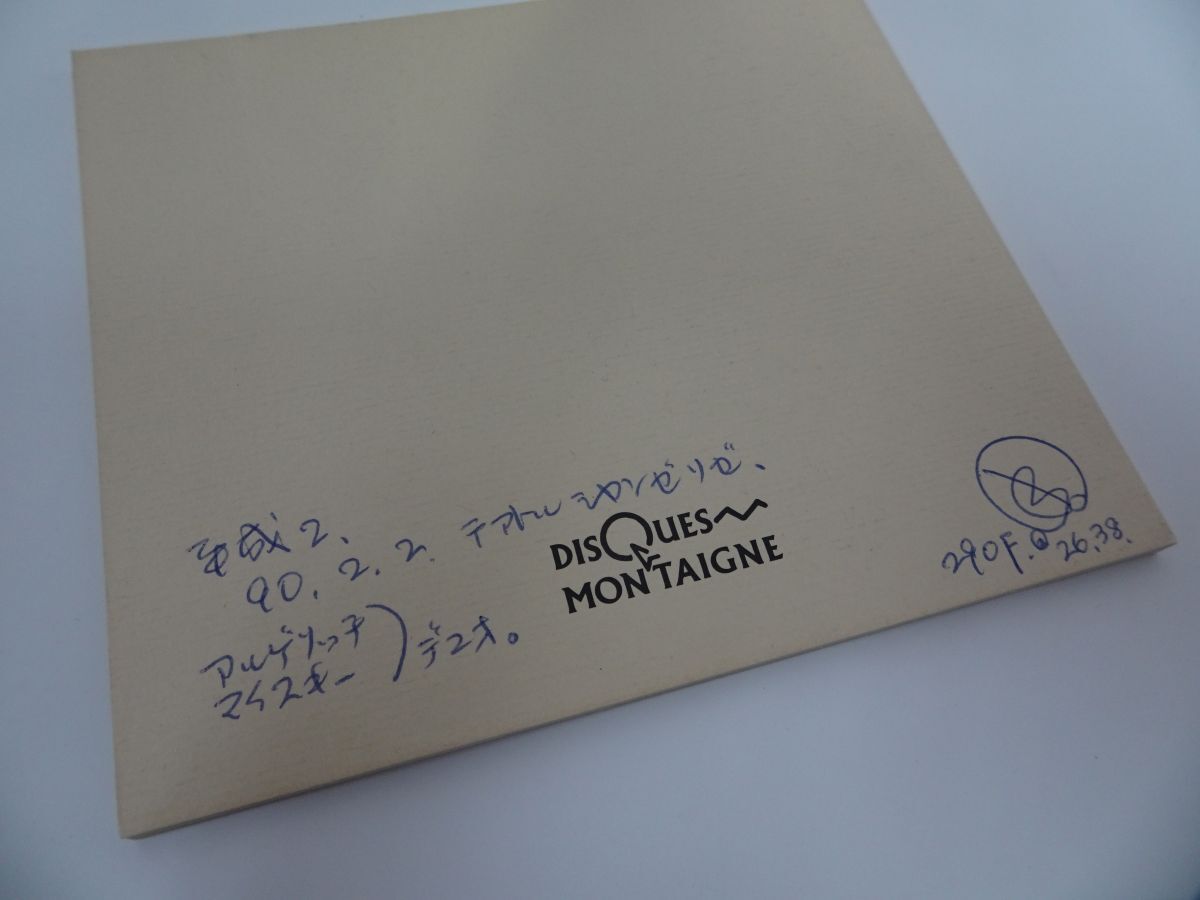 平成2、
90.2.2. テアトルシャンゼリゼ、
アルゲリッチ
マイスキー
デュオ。
DISQUES
MONTAIGNE
290F. 26.38.